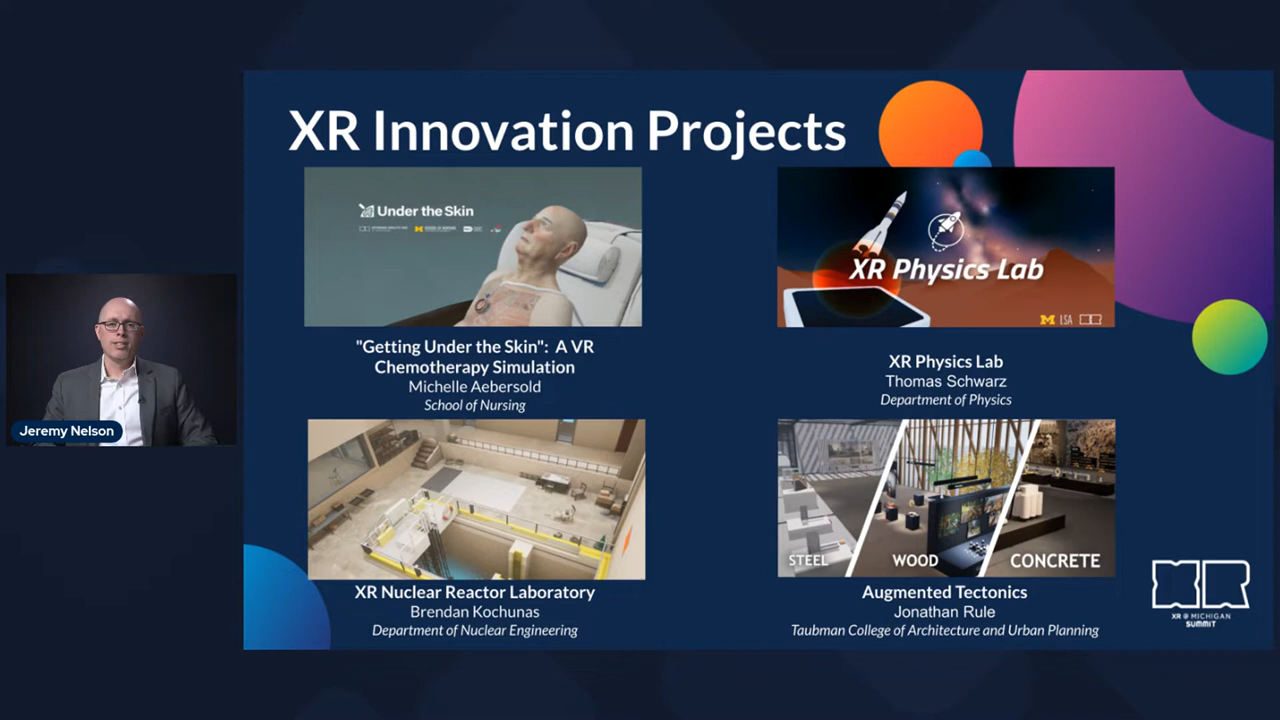 XR Innovation Projects
Under the Skin
XR Physics Lab
M LSA
"Getting Under the Skin": A VR
Chemotherapy Simulation
Michelle Aebersold
School of Nursing
XR Physics Lab
Thomas Schwarz
Department of Physics
Jeremy Nelson
STEEL
WOOD
CONCRETE
XR Nuclear Reactor Laboratory
Brendan Kochunas
Department of Nuclear Engineering
Augmented Tectonics
Jonathan Rule
Taubman College of Architecture and Urban Planning
XR
XR @ MICHIGAN
SUMMIT